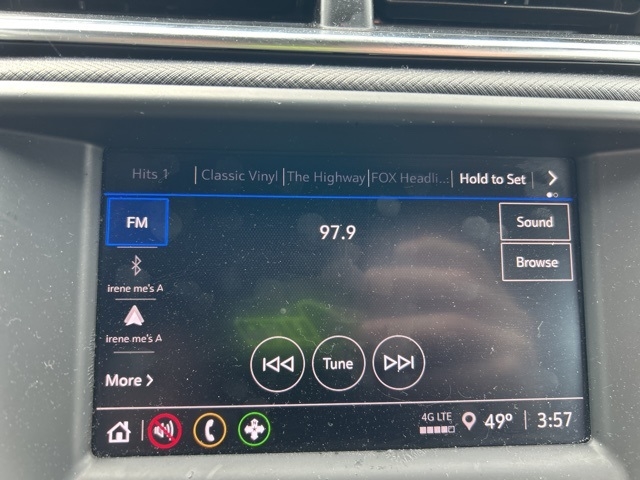 Hits 1 Classic Vinyl The Highway FOX Headli... Hold to Set
FM 97.9 Sound
Browse
irene me's A
irene me's A
Tune
More
4G LTE 49° 3:57